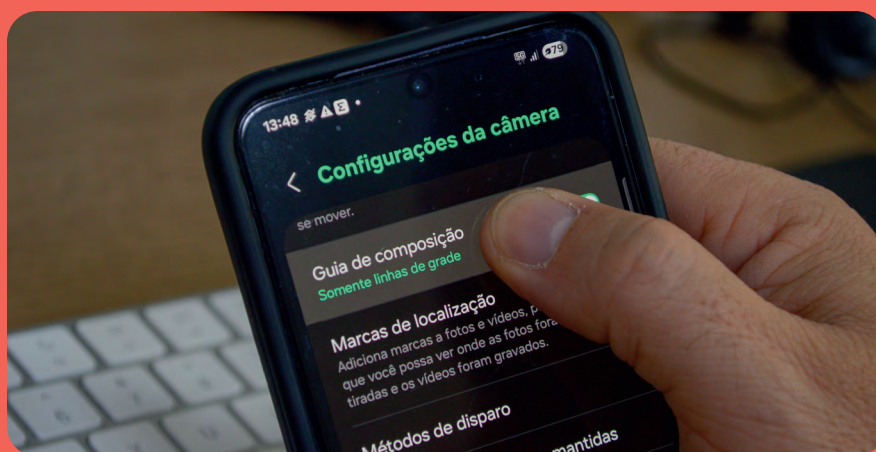 13:48
79
Configurações da câmera
se mover.
Guia de composição
Somente linhas de grade
Marcas de localização
Adiciona marcas a fotos e vídeos,
que você possa ver onde as fotos
tiradas e os vídeos foram gravados.
Métodos de disparo
mantidas